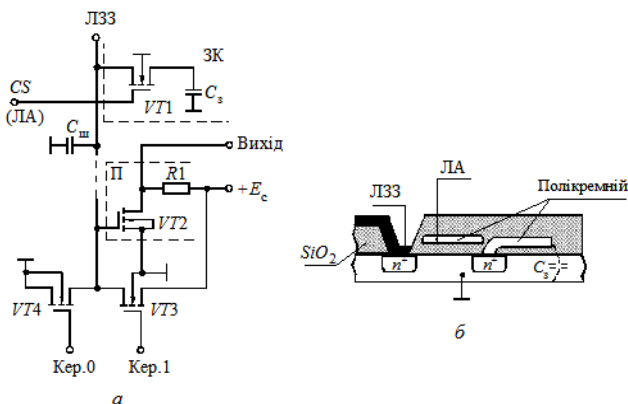 ЛЗЗ
ЗК
CS
(ЛА)
VT1
Cз
Cш
Вихід
П
R1
+Eс
VT2
VT4
VT3
Кер.0
Кер.1
а
ЛЗЗ
ЛА
Полікремній
SiO2
n+
n+
Cз
б